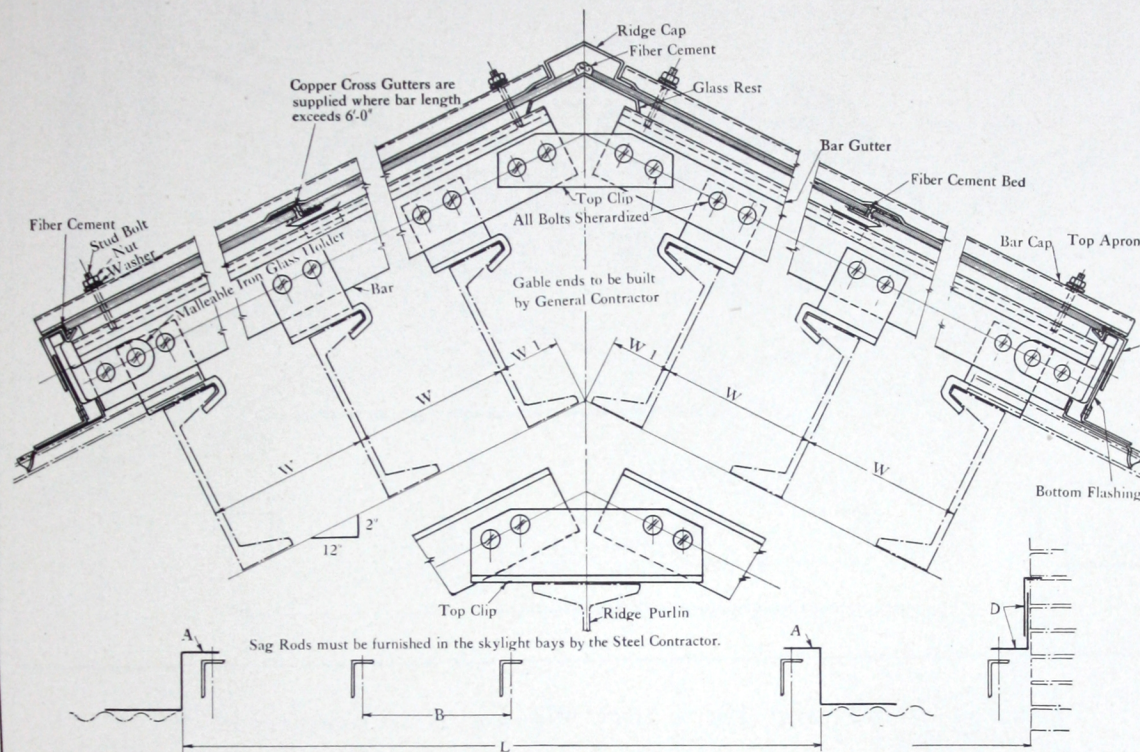 Ridge Cap
Fiber Cement
Copper Cross Gutters are
supplied where bar length
exceeds 6'-0"
Glass Rest
Bar Gutter
Fiber Cement Bed
Top Clip
All Bolts Sherardized
Fiber Cement
Stud Bolt
Nut
Washer
Malleable Iron Glass Holder
Bar
Gable ends to be built
by General Contractor
Bar Cap
Top Apron
W 1
W 1
W
W
W
W
Bottom Flashing
2"
12"
Top Clip
Ridge Purlin
Sag Rods must be furnished in the skylight bays by the Steel Contractor.
A
A
D
B
L